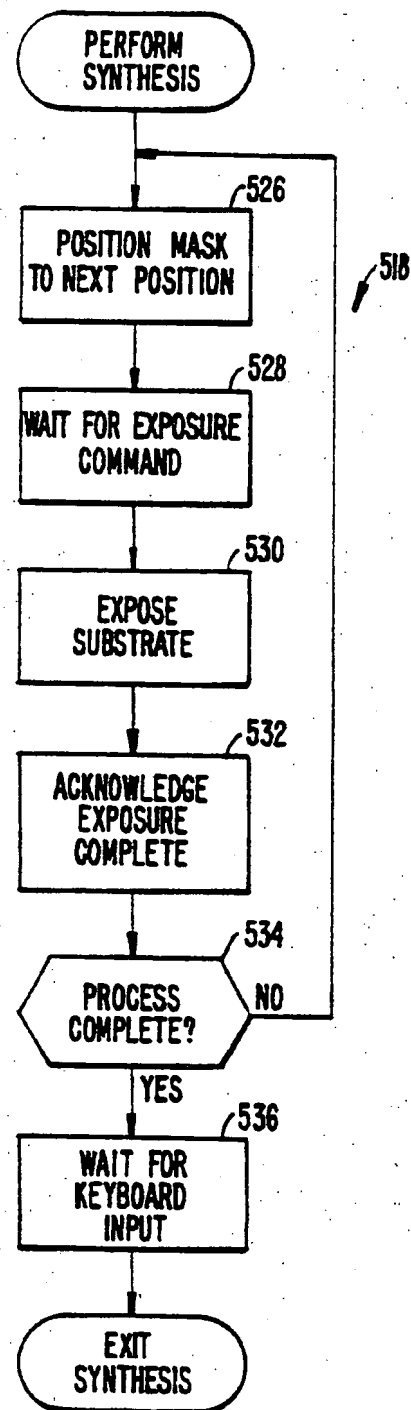 PERFORM
SYNTHESIS
526
POSITION MASK
TO NEXT POSITION
518
528
WAIT FOR EXPOSURE
COMMAND
530
EXPOSE
SUBSTRATE
532
ACKNOWLEDGE
EXPOSURE
COMPLETE
534
PROCESS
COMPLETE?
NO
YES
536
WAIT FOR
KEYBOARD
INPUT
EXIT
SYNTHESIS